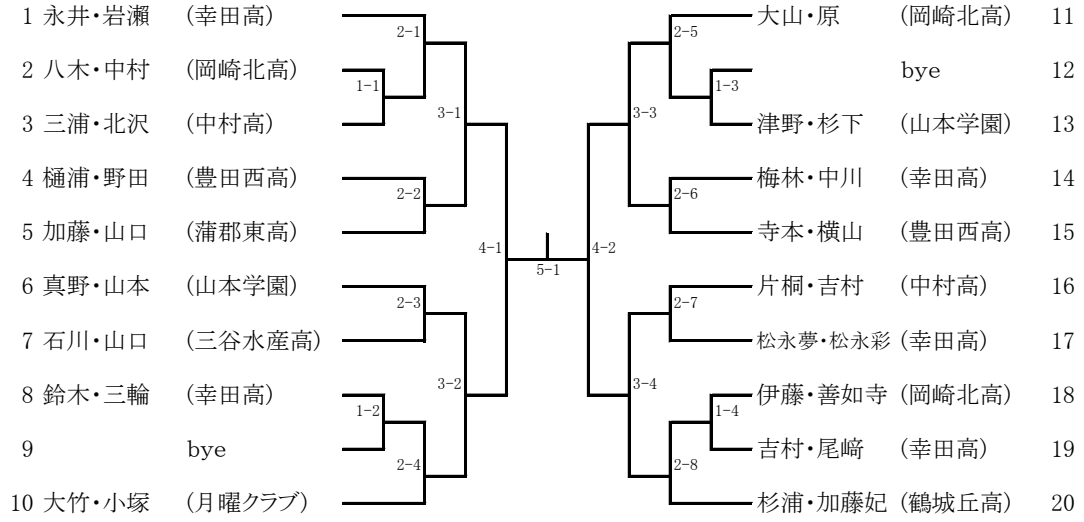 1 永井・岩瀬 (幸田高)
2-1
2 八木・中村 (岡崎北高)
1-1
3-1
3 三浦・北沢 (中村高)
4 樋浦・野田 (豊田西高)
2-2
5 加藤・山口 (蒲郡東高)
4-1
6 真野・山本 (山本学園)
2-3
7 石川・山口 (三谷水産高)
3-2
8 鈴木・三輪 (幸田高)
1-2
9 bye
2-4
10 大竹・小塚 (月曜クラブ)
5-1
大山・原 (岡崎北高) 11
2-5
bye 12
1-3
3-3
津野・杉下 (山本学園) 13
梅林・中川 (幸田高) 14
2-6
寺本・横山 (豊田西高) 15
4-2
片桐・吉村 (中村高) 16
2-7
松永夢・松永彩 (幸田高) 17
3-4
伊藤・善如寺 (岡崎北高) 18
1-4
吉村・尾﨑 (幸田高) 19
2-8
杉浦・加藤妃 (鶴城丘高) 20